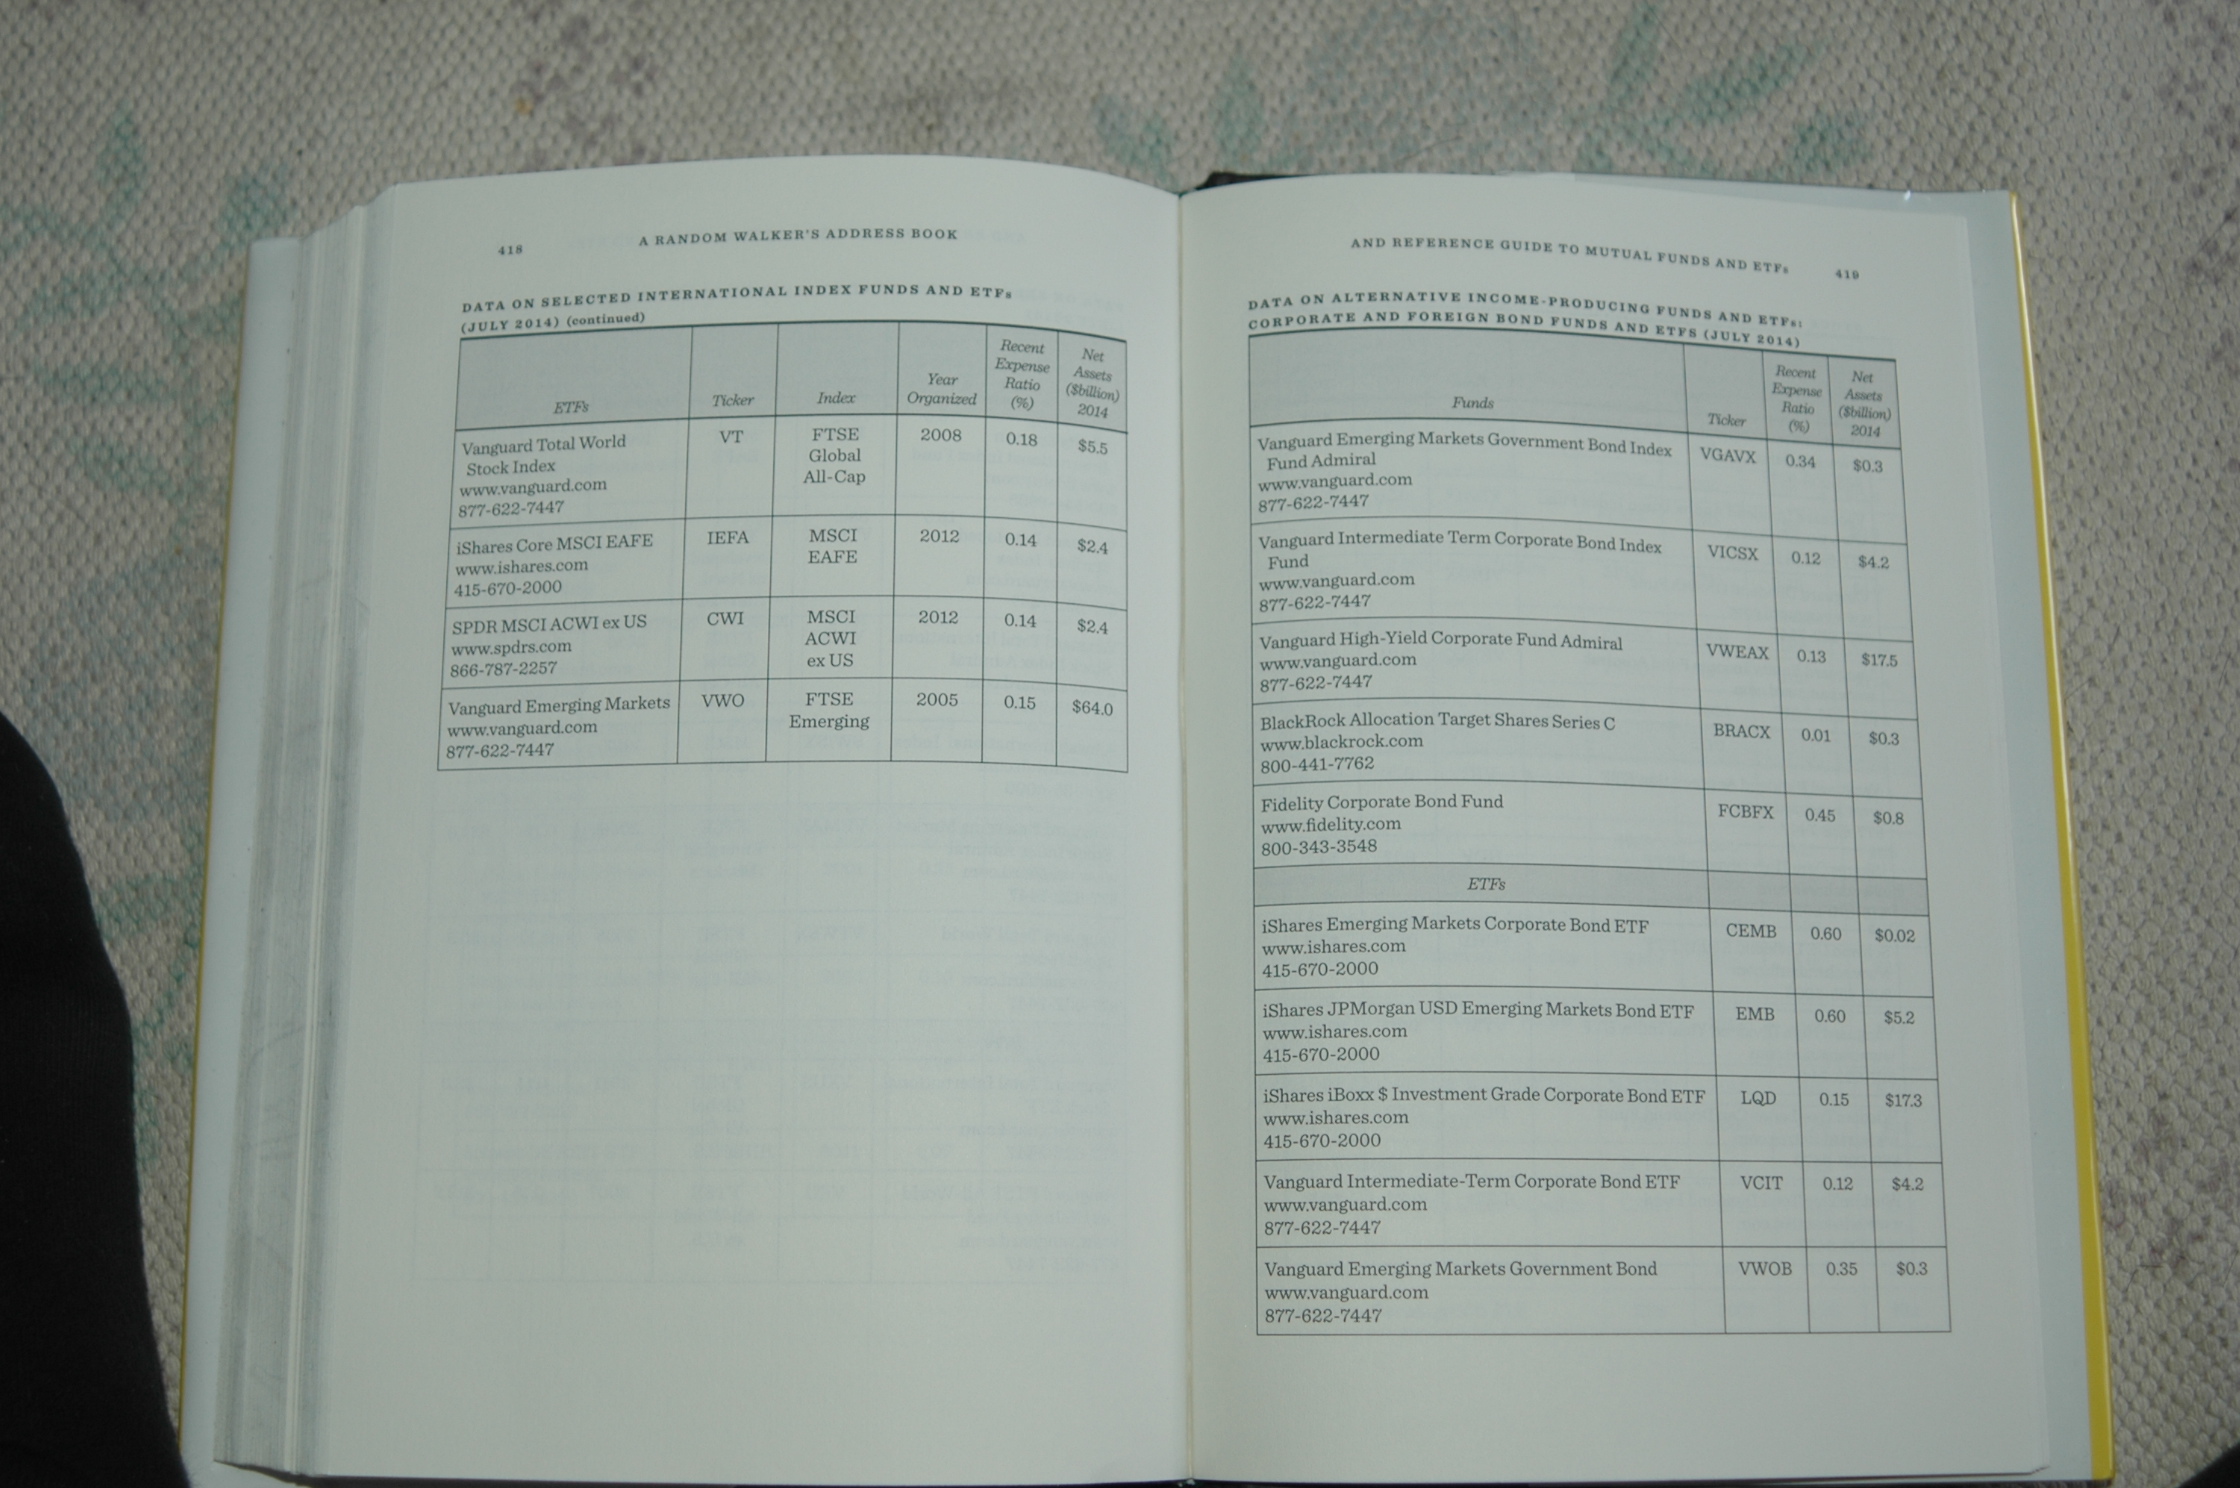 418
A RANDOM WALKER'S ADDRESS BOOK
DATA ON SELECTED INTERNATIONAL INDEX FUNDS AND ETFs
(JULY 2014) (continued)
ETFs Ticker Index Year Organized Recent Expense Ratio (%) Net Assets ($billion) 2014
Vanguard Total World VT FTSE 2008 0.18 $5.5
Stock Index Global
www.vanguard.com All-Cap
877-622-7447
iShares Core MSCI EAFE IEFA MSCI 2012 0.14 $2.4
www.ishares.com EAFE
415-670-2000
SPDR MSCI ACWI ex US CWI MSCI 2012 0.14 $2.4
www.spdrs.com ACWI
866-787-2257 ex US
Vanguard Emerging Markets VWO FTSE 2005 0.15 $64.0
www.vanguard.com Emerging
877-622-7447
AND REFERENCE GUIDE TO MUTUAL FUNDS AND ETFs
419
DATA ON ALTERNATIVE INCOME-PRODUCING FUNDS AND ETFs:
CORPORATE AND FOREIGN BOND FUNDS AND ETFS (JULY 2014)
Funds Ticker Recent Expense Ratio (%) Net Assets ($billion) 2014
Vanguard Emerging Markets Government Bond Index VGAVX 0.34 $0.3
Fund Admiral
www.vanguard.com
877-622-7447
Vanguard Intermediate Term Corporate Bond Index VICSX 0.12 $4.2
Fund
www.vanguard.com
877-622-7447
Vanguard High-Yield Corporate Fund Admiral VWEAX 0.13 $17.5
www.vanguard.com
877-622-7447
BlackRock Allocation Target Shares Series C BRACX 0.01 $0.3
www.blackrock.com
800-441-7762
Fidelity Corporate Bond Fund FCBFX 0.45 $0.8
www.fidelity.com
800-343-3548
ETFs
iShares Emerging Markets Corporate Bond ETF CEMB 0.60 $0.02
www.ishares.com
415-670-2000
iShares JPMorgan USD Emerging Markets Bond ETF EMB 0.60 $5.2
www.ishares.com
415-670-2000
iShares iBoxx $ Investment Grade Corporate Bond ETF LQD 0.15 $17.3
www.ishares.com
415-670-2000
Vanguard Intermediate-Term Corporate Bond ETF VCIT 0.12 $4.2
www.vanguard.com
877-622-7447
Vanguard Emerging Markets Government Bond VWOB 0.35 $0.3
www.vanguard.com
877-622-7447